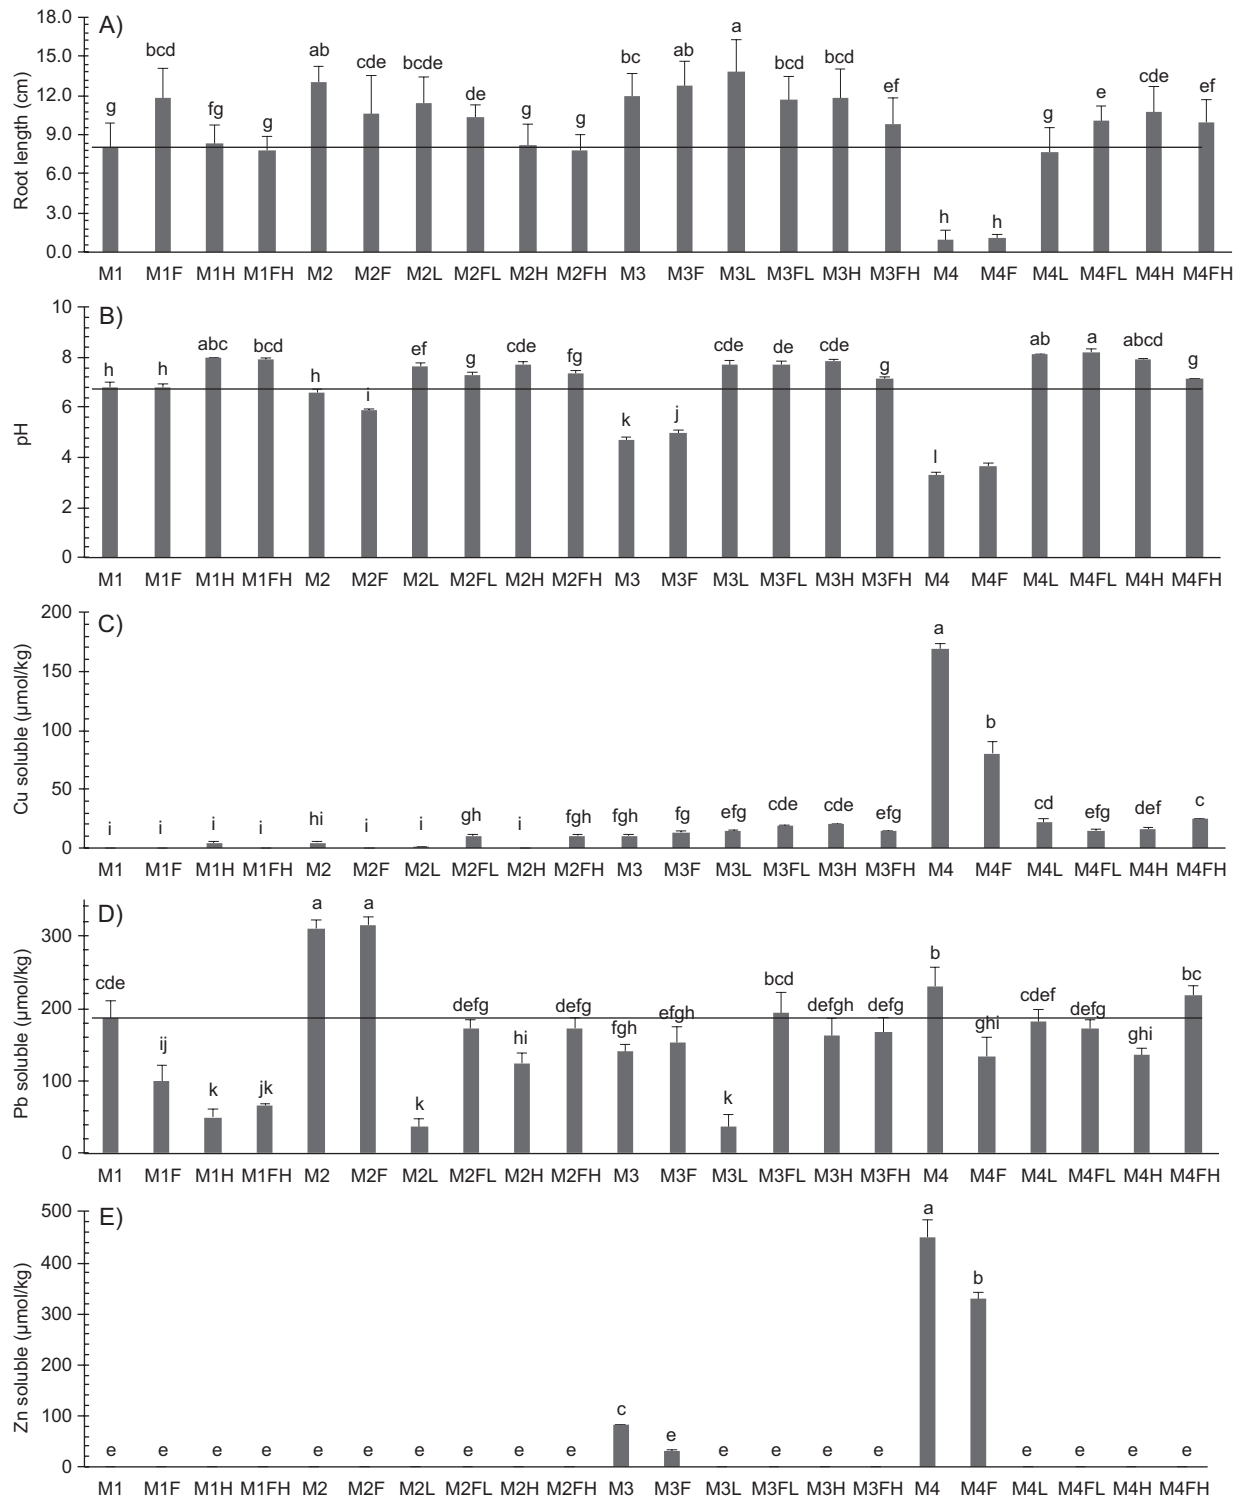 A)
Root length (cm)
18.0
15.0
12.0
9.0
6.0
3.0
0.0
g bcd fg g ab cde bcde de g g bc ab a bcd bcd ef h h g e cde ef
M1 M1F M1H M1FH M2 M2F M2L M2FL M2H M2FH M3 M3F M3L M3FL M3H M3FH M4 M4F M4L M4FL M4H M4FH
B)
pH
10
8
6
4
2
0
h h abc bcd h i ef g cde fg k j cde de cde g l ab a abcd g
M1 M1F M1H M1FH M2 M2F M2L M2FL M2H M2FH M3 M3F M3L M3FL M3H M3FH M4 M4F M4L M4FL M4H M4FH
C)
Cu soluble (µmol/kg)
200
150
100
50
0
i i i i hi i i gh i fgh fgh fg efg cde cde efg a b cd efg def c
M1 M1F M1H M1FH M2 M2F M2L M2FL M2H M2FH M3 M3F M3L M3FL M3H M3FH M4 M4F M4L M4FL M4H M4FH
D)
Pb soluble (µmol/kg)
300
200
100
0
cde ij k jk a a k defg hi defg fgh efgh k bcd defgh defg b ghi cdef defg ghi bc
M1 M1F M1H M1FH M2 M2F M2L M2FL M2H M2FH M3 M3F M3L M3FL M3H M3FH M4 M4F M4L M4FL M4H M4FH
E)
Zn soluble (µmol/kg)
500
400
300
200
100
0
e e e e e e e e e e c e e e e e a b e e e e
M1 M1F M1H M1FH M2 M2F M2L M2FL M2H M2FH M3 M3F M3L M3FL M3H M3FH M4 M4F M4L M4FL M4H M4FH